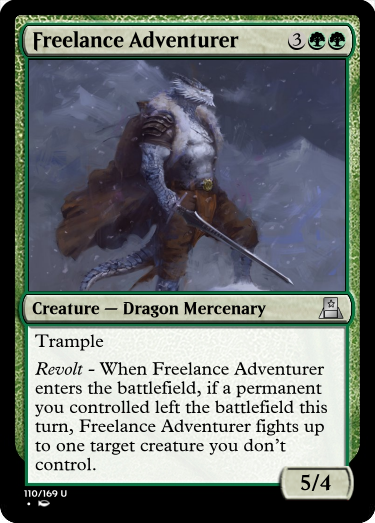 Freelance Adventurer 3
Creature — Dragon Mercenary
Trample
Revolt - When Freelance Adventurer
enters the battlefield, if a permanent
you controlled left the battlefield this
turn, Freelance Adventurer fights up
to one target creature you don't
control.
5/4
110/169 U